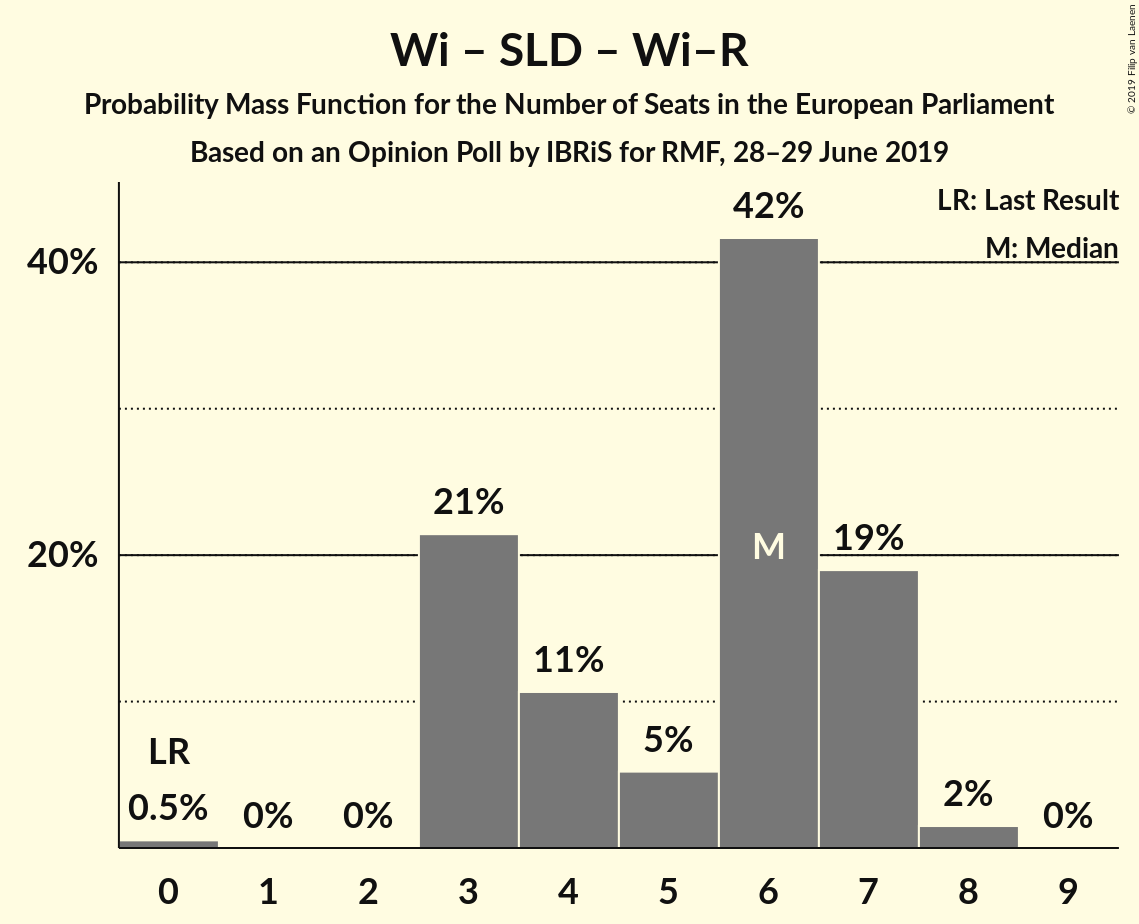 Wi – SLD – Wi–R
Probability Mass Function for the Number of Seats in the European Parliament
Based on an Opinion Poll by IBRiS for RMF, 28–29 June 2019
© 2019 Filip van Laenen
LR: Last Result
M: Median
40%
20%
LR
0.5%
0%
0%
21%
11%
5%
42%
M
19%
2%
0%
0 1 2 3 4 5 6 7 8 9